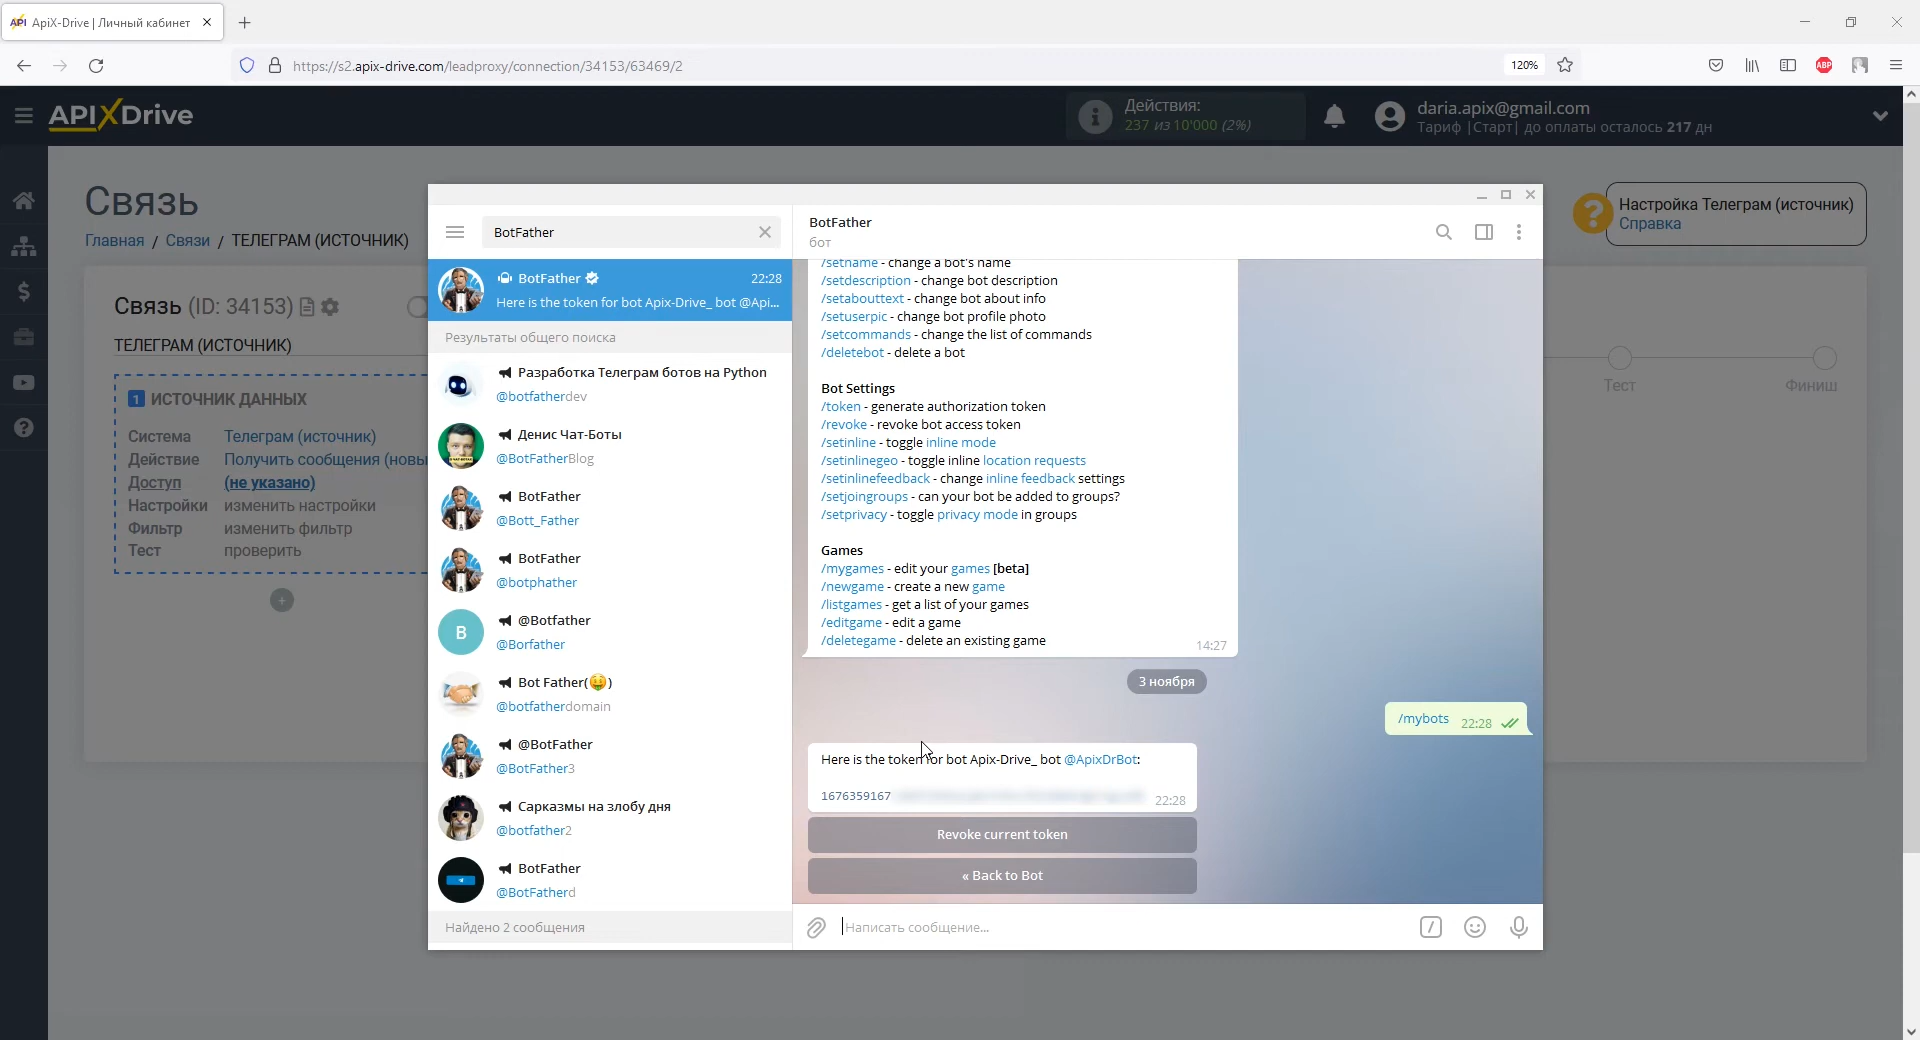 API ApiX-Drive | Личный кабинет
https://s2.apix-drive.com/leadproxy/connection/34153/63469/2
120%
ABP
APIXDrive
Действия:
237 из 10'000 (2%)
daria.apix@gmail.com
Тариф |Старт| до оплаты осталось 217 дн
Связь
Главная / Связи / ТЕЛЕГРАМ (ИСТОЧНИК)
Настройка Телеграм (источник)
Справка
Связь (ID: 34153)
ТЕЛЕГРАМ (ИСТОЧНИК)
1 ИСТОЧНИК ДАННЫХ
Система Телеграм (источник)
Действие Получить сообщения (новы
Доступ (не указано)
Настройки изменить настройки
Фильтр изменить фильтр
Тест проверить
Тест
Финиш
BotFather
BotFather 22:28
Here is the token for bot Apix-Drive_ bot @Api...
Результаты общего поиска
Разработка Телеграм ботов на Python
@botfatherdev
Денис Чат-Боты
@BotFatherBlog
BotFather
@Bott_Father
BotFather
@botphather
B
@Botfather
@Borfather
Bot Father(🤑)
@botfatherdomain
@BotFather
@BotFather3
Сарказмы на злобу дня
@botfather2
BotFather
@BotFatherd
Найдено 2 сообщения
BotFather
бот
/setname - change a bot's name
/setdescription - change bot description
/setabouttext - change bot about info
/setuserpic - change bot profile photo
/setcommands - change the list of commands
/deletebot - delete a bot
Bot Settings
/token - generate authorization token
/revoke - revoke bot access token
/setinline - toggle inline mode
/setinlinegeo - toggle inline location requests
/setinlinefeedback - change inline feedback settings
/setjoingroups - can your bot be added to groups?
/setprivacy - toggle privacy mode in groups
Games
/mygames - edit your games [beta]
/newgame - create a new game
/listgames - get a list of your games
/editgame - edit a game
/deletegame - delete an existing game
14:27
3 ноября
/mybots 22:28
Here is the token for bot Apix-Drive_ bot @ApixDrBot:
1676359167
22:28
Revoke current token
« Back to Bot
Написать сообщение...